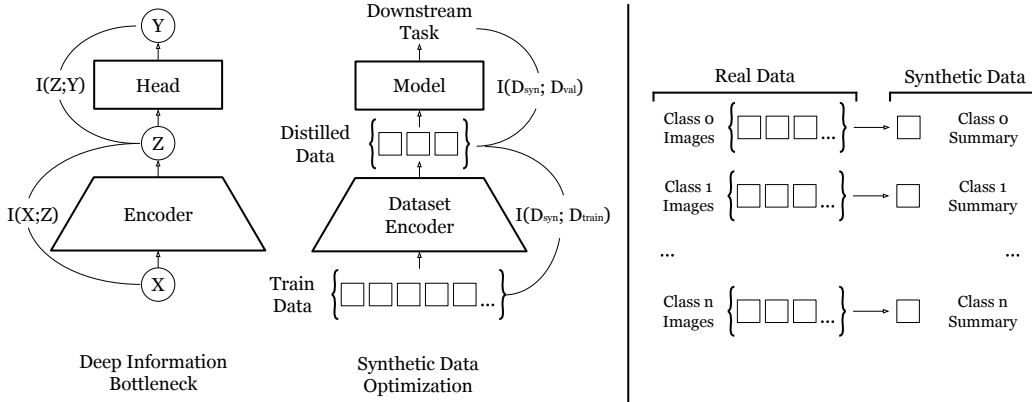 Y
I(Z;Y)
Head
Z
I(X;Z)
Encoder
X
Deep Information
Bottleneck
Downstream
Task
Model
I(Dsyn; Dval)
Distilled
Data
Dataset
Encoder
I(Dsyn; Dtrain)
Train
Data
...
Synthetic Data
Optimization
Real Data
Synthetic Data
Class 0
Images
...
Class 0
Summary
Class 1
Images
...
Class 1
Summary
...
...
Class n
Images
...
Class n
Summary